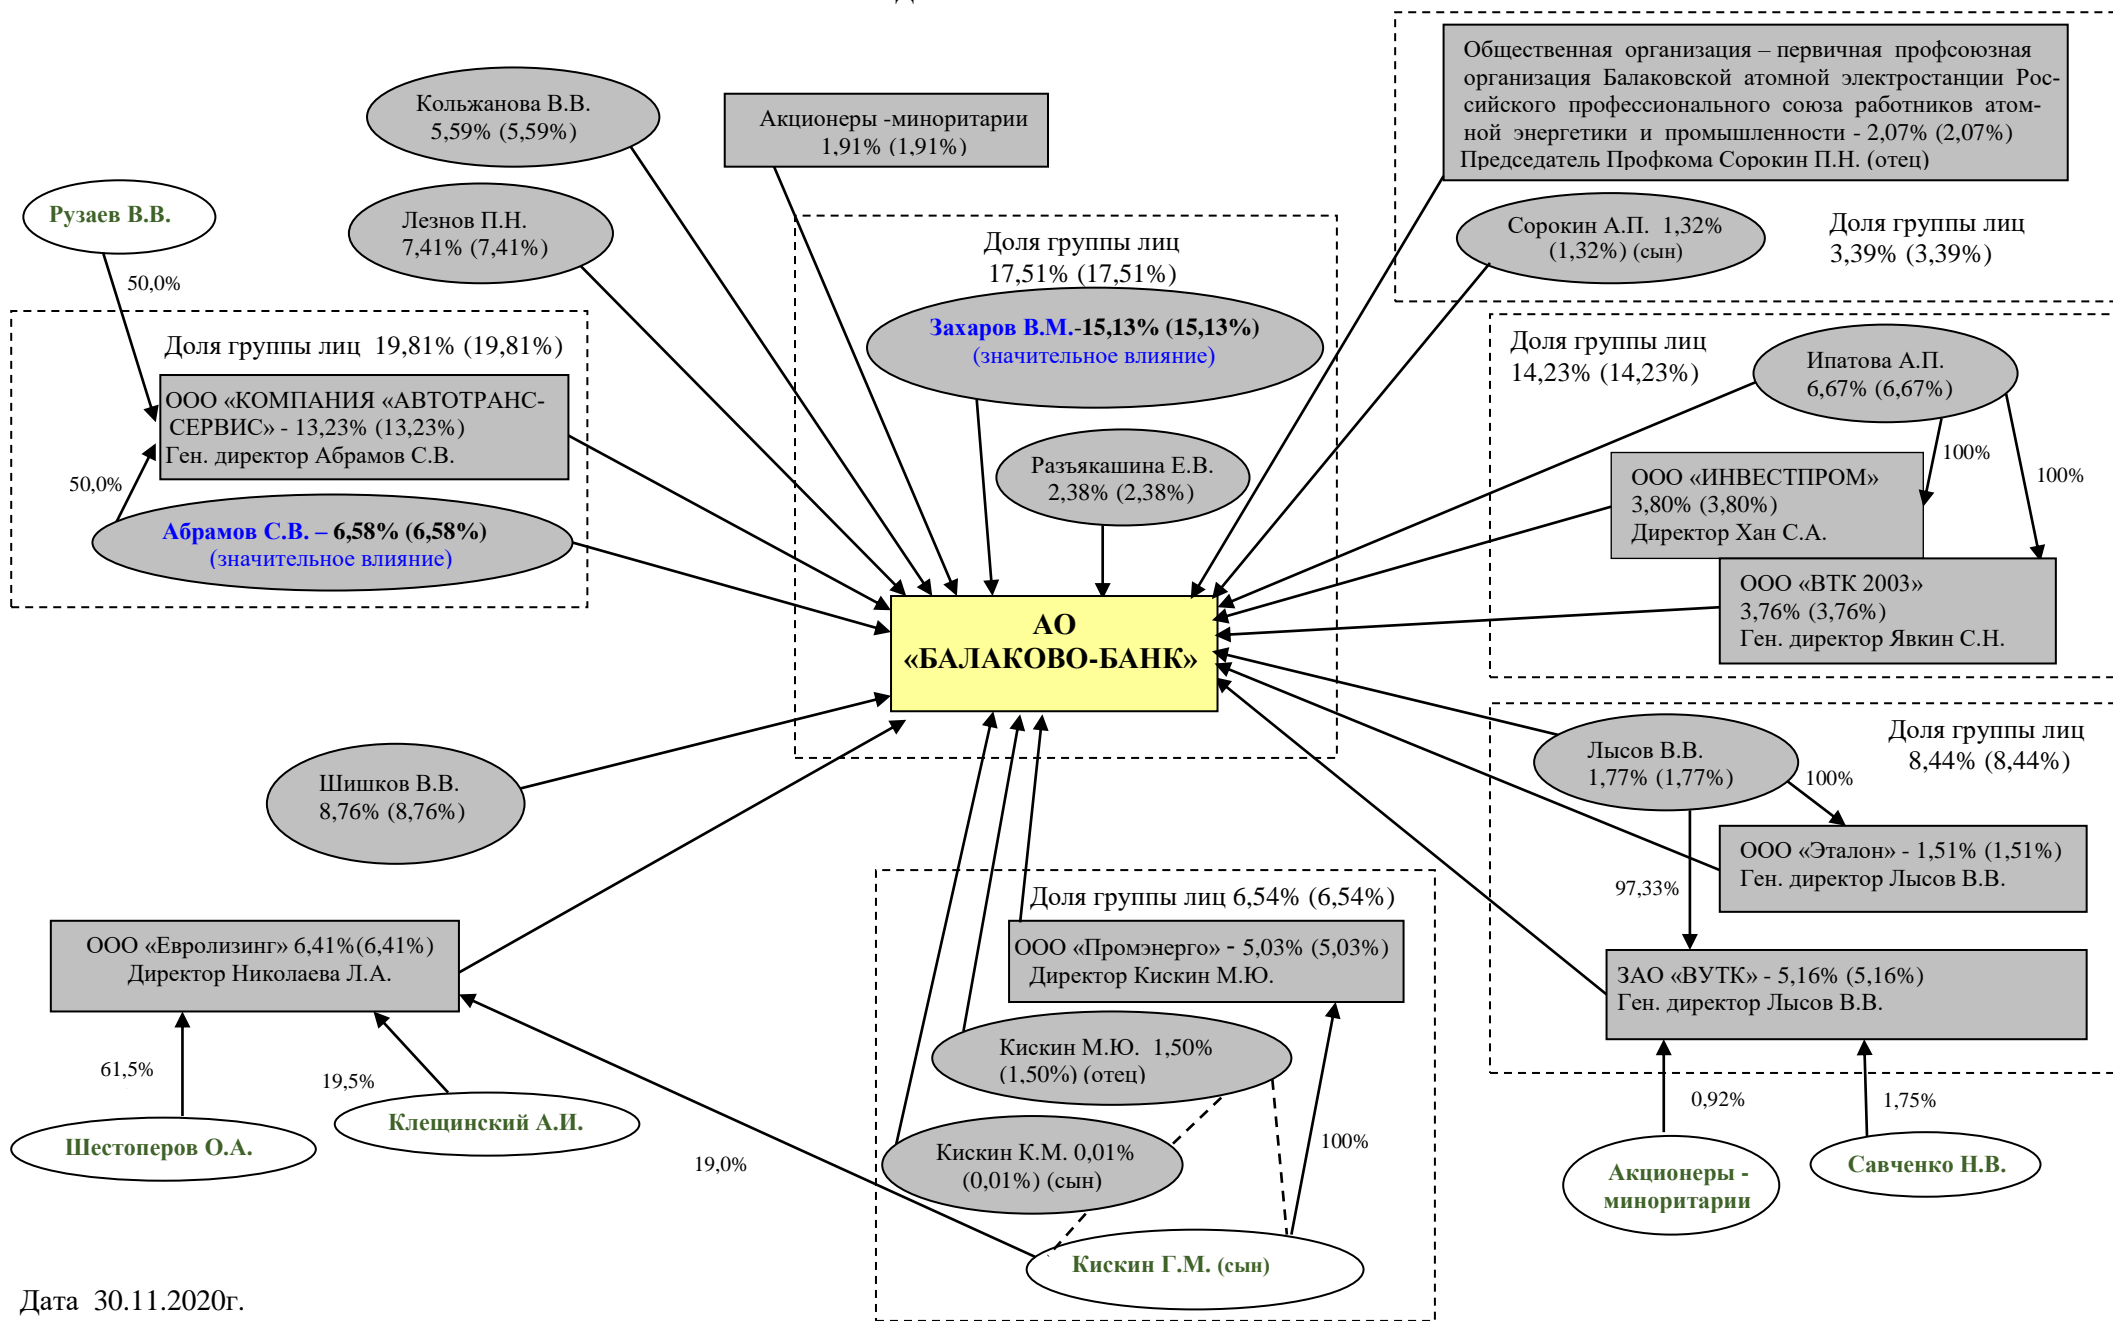 Общественная организация – первичная профсоюзная
организация Балаковской атомной электростанции Рос-
сийского профессионального союза работников атом-
ной энергетики и промышленности - 2,07% (2,07%)
Председатель Профкома Сорокин П.Н. (отец)
Кольжанова В.В.
5,59% (5,59%)
Акционеры -миноритарии
1,91% (1,91%)
Рузаев В.В.
50,0%
Лезнов П.Н.
7,41% (7,41%)
Доля группы лиц
17,51% (17,51%)
Захаров В.М.-15,13% (15,13%)
(значительное влияние)
Разъякашина Е.В.
2,38% (2,38%)
Сорокин А.П. 1,32%
(1,32%) (сын)
Доля группы лиц
3,39% (3,39%)
Доля группы лиц 19,81% (19,81%)
ООО «КОМПАНИЯ «АВТОТРАНС-
СЕРВИС» - 13,23% (13,23%)
Ген. директор Абрамов С.В.
50,0%
Абрамов С.В. – 6,58% (6,58%)
(значительное влияние)
Доля группы лиц
14,23% (14,23%)
Ипатова А.П.
6,67% (6,67%)
100%
100%
ООО «ИНВЕСТПРОМ»
3,80% (3,80%)
Директор Хан С.А.
ООО «ВТК 2003»
3,76% (3,76%)
Ген. директор Явкин С.Н.
АО
«БАЛАКОВО-БАНК»
Шишков В.В.
8,76% (8,76%)
Лысов В.В.
1,77% (1,77%)
Доля группы лиц
8,44% (8,44%)
100%
ООО «Эталон» - 1,51% (1,51%)
Ген. директор Лысов В.В.
97,33%
ЗАО «ВУТК» - 5,16% (5,16%)
Ген. директор Лысов В.В.
0,92%
1,75%
Акционеры -
миноритарии
Савченко Н.В.
ООО «Евролизинг» 6,41%(6,41%)
Директор Николаева Л.А.
61,5%
19,5%
Шестоперов О.А.
Клещинский А.И.
19,0%
Доля группы лиц 6,54% (6,54%)
ООО «Промэнерго» - 5,03% (5,03%)
Директор Кискин М.Ю.
Кискин М.Ю. 1,50%
(1,50%) (отец)
Кискин К.М. 0,01%
(0,01%) (сын)
100%
Кискин Г.М. (сын)
Дата 30.11.2020г.